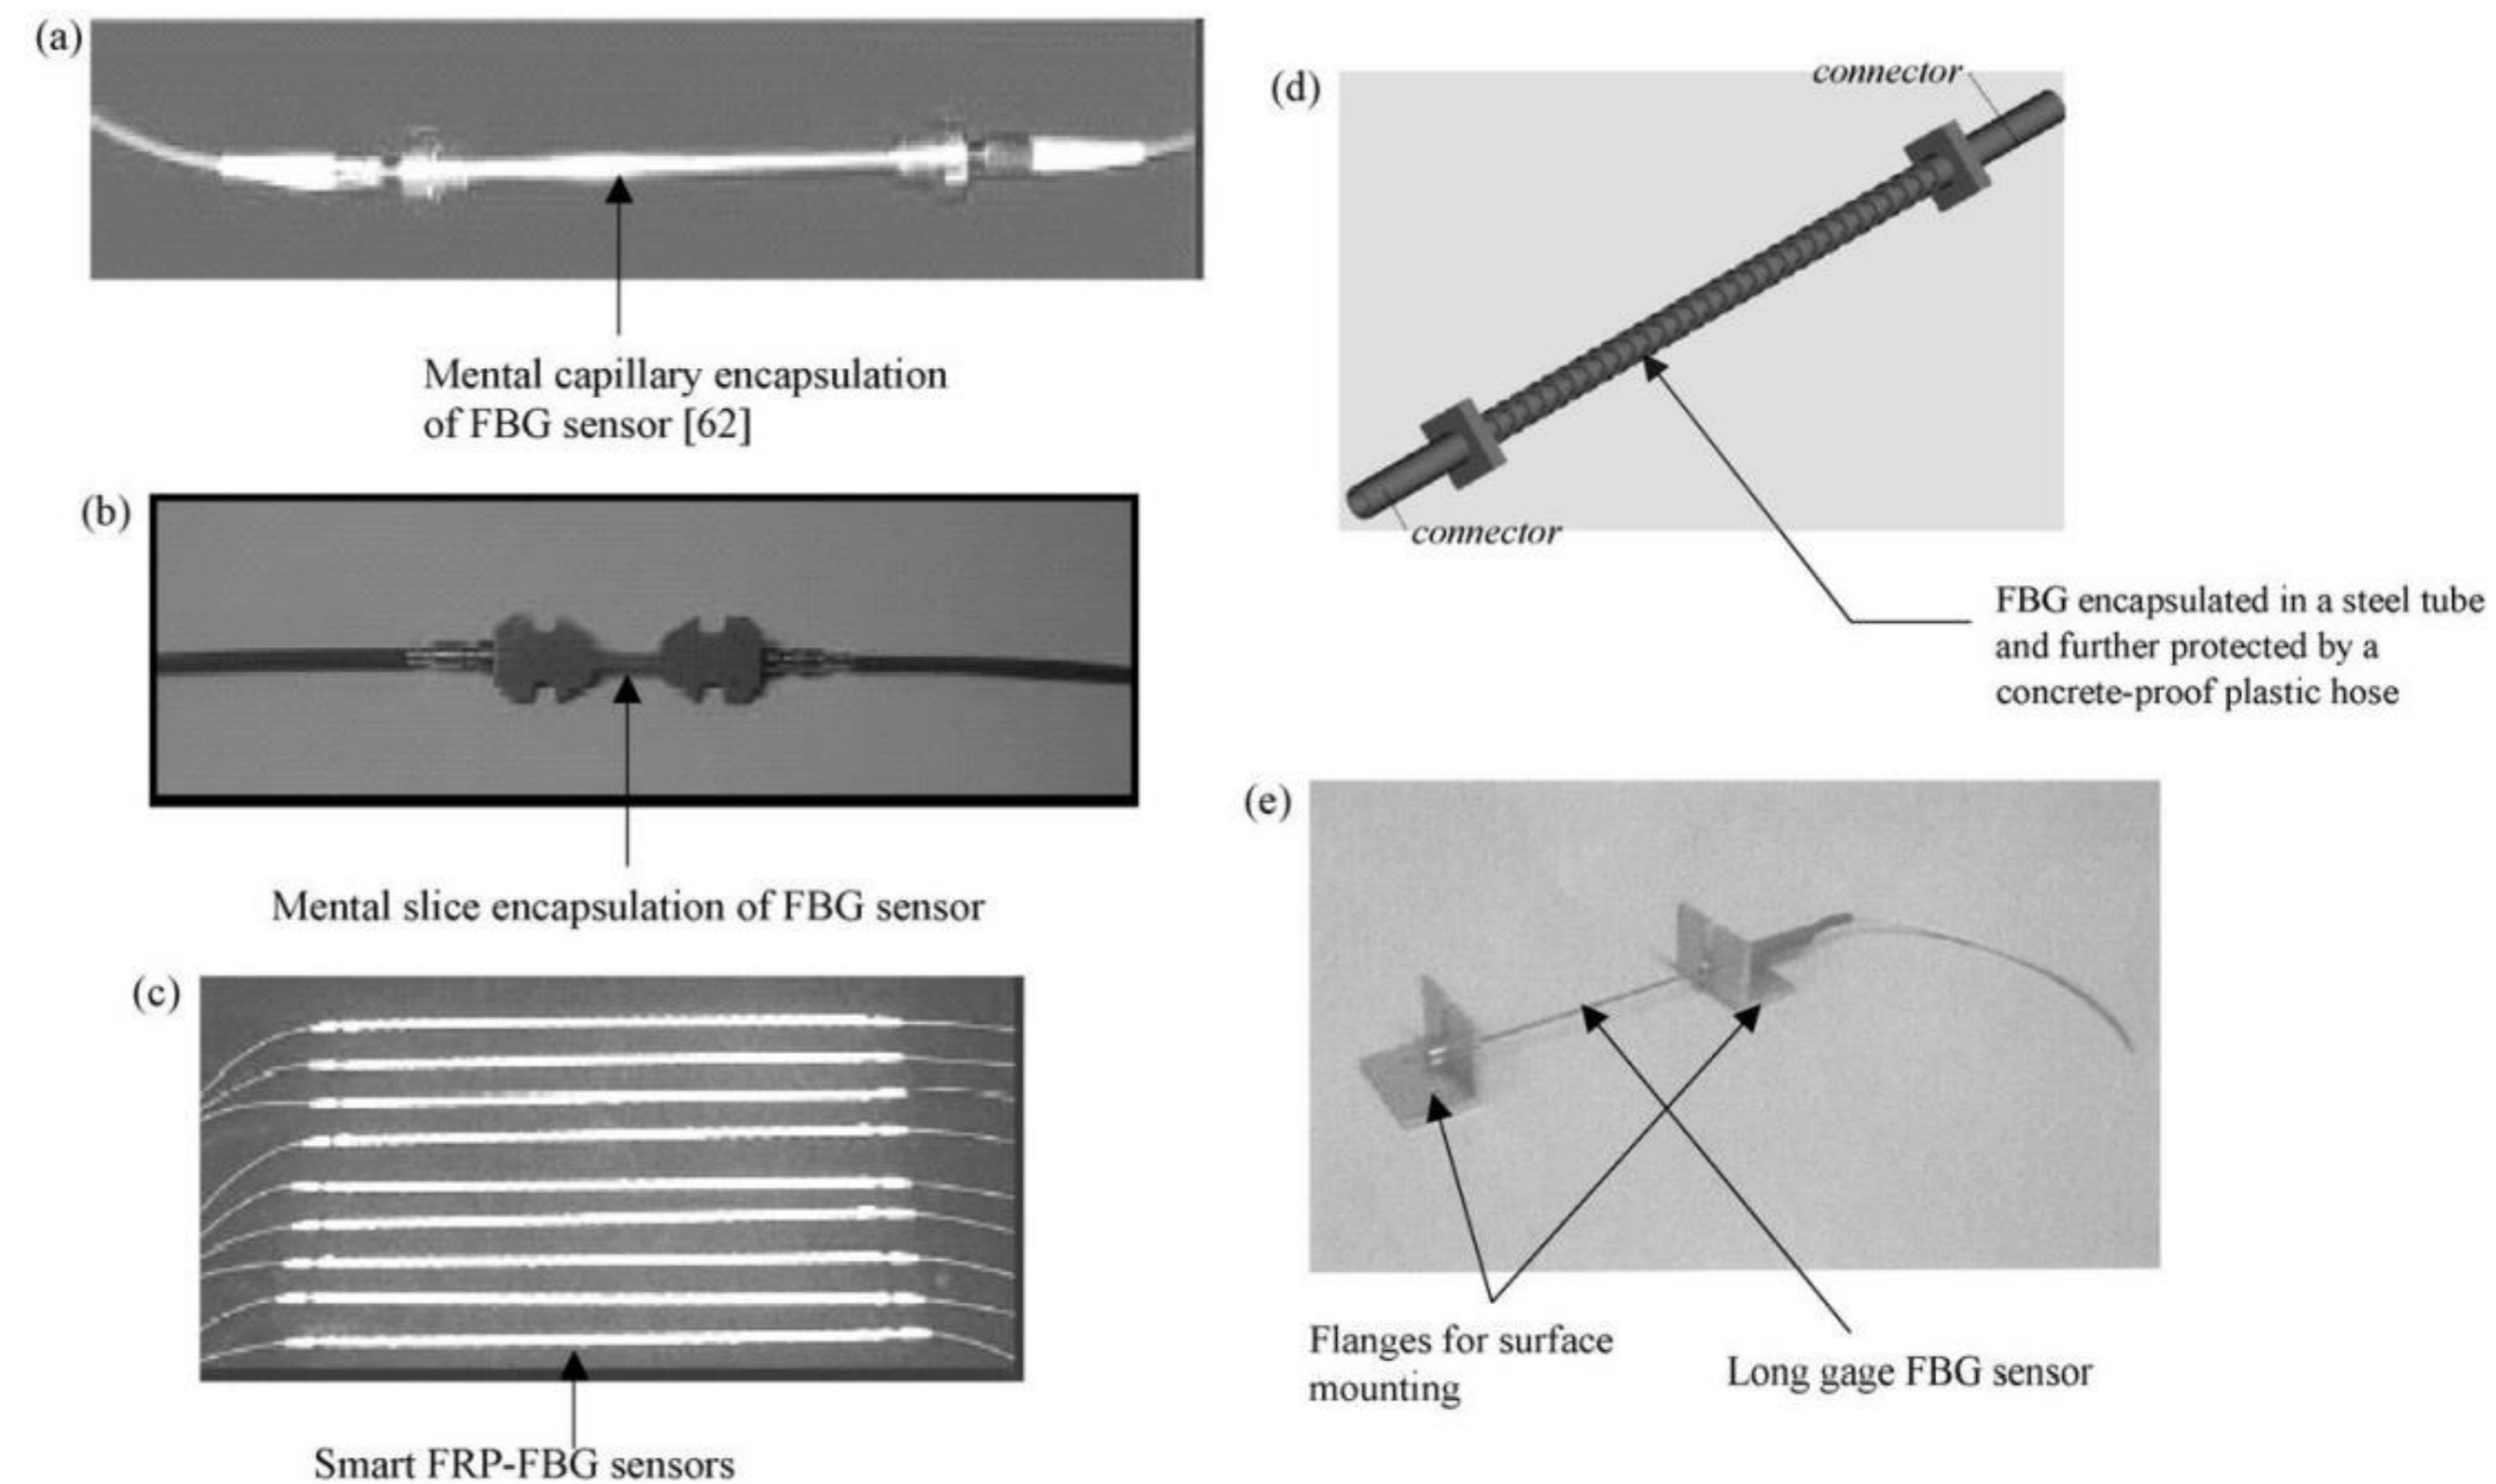 (a)
Mental capillary encapsulation
of FBG sensor [62]
(b)
Mental slice encapsulation of FBG sensor
(c)
Smart FRP-FBG sensors
(d)
connector
connector
FBG encapsulated in a steel tube
and further protected by a
concrete-proof plastic hose
(e)
Flanges for surface
mounting
Long gage FBG sensor